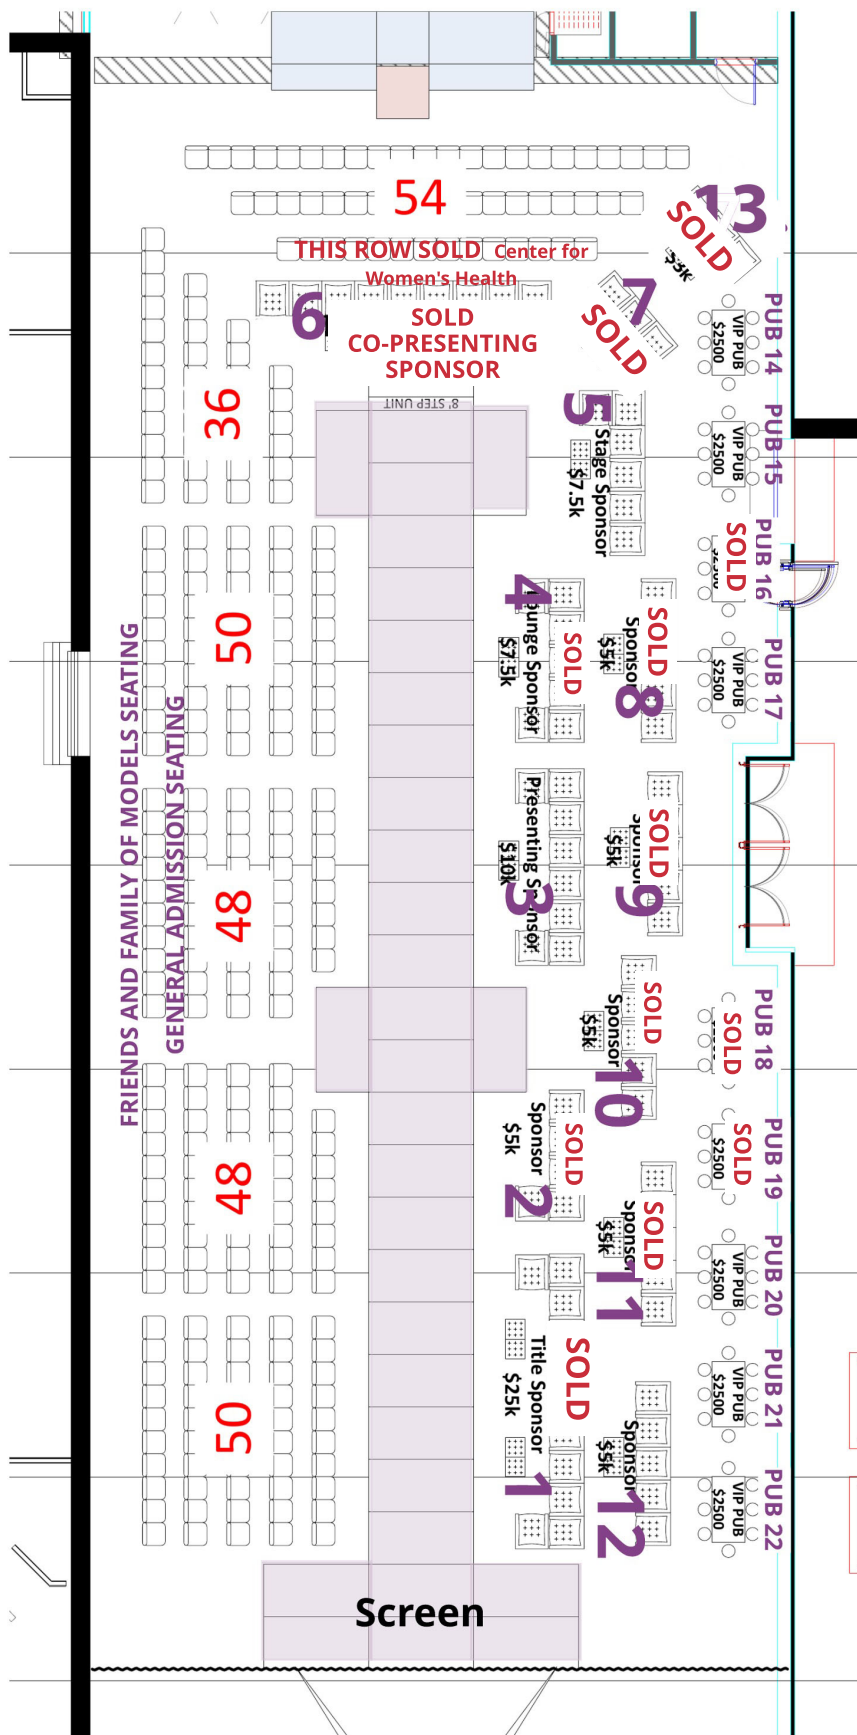 54
13
SOLD
$3K
THIS ROW SOLD Center for
Women's Health
6
SOLD
CO-PRESENTING
SPONSOR
7
SOLD
8' STEP UNIT
36
5
Stage Sponsor
$7.5k
PUB 14
VIP PUB
$2500
PUB 15
VIP PUB
$2500
PUB 16
SOLD
$2500
PUB 17
VIP PUB
$2500
50
4
Lounge Sponsor
$7.5k
SOLD
Sponsor
$5k
SOLD
8
FRIENDS AND FAMILY OF MODELS SEATING
GENERAL ADMISSION SEATING
48
Presenting Sponsor
$10k
3
Sponsor
$5k
SOLD
9
Sponsor
$5k
SOLD
10
PUB 18
SOLD
48
Sponsor
$5k
SOLD
2
PUB 19
SOLD
$2500
Sponsor
$5k
SOLD
11
PUB 20
VIP PUB
$2500
50
Title Sponsor
$25k
SOLD
1
Sponsor
$5k
12
PUB 21
VIP PUB
$2500
PUB 22
VIP PUB
$2500
Screen